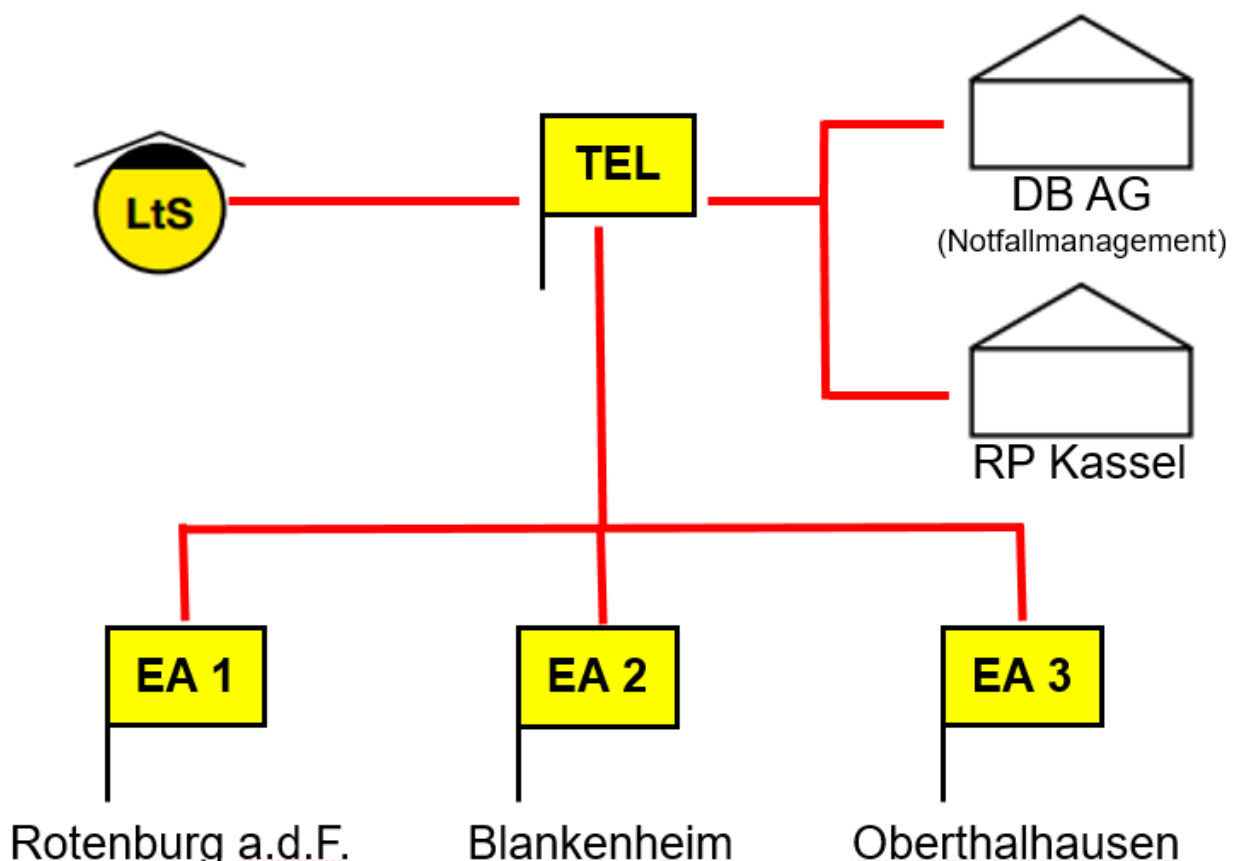 LtS
TEL
DB AG
(Notfallmanagement)
RP Kassel
EA 1
EA 2
EA 3
Rotenburg a.d.F.
Blankenheim
Oberthalhausen